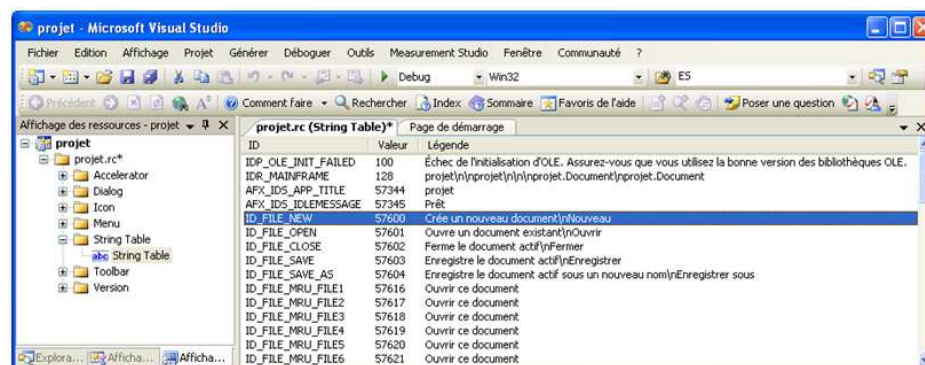 projet - Microsoft Visual Studio
Fichier Edition Affichage Projet Générer Déboguer Outils Measurement Studio Fenêtre Communauté ?
Debug Win32 ES
Précédent Comment faire Rechercher Index Sommaire Favoris de l'aide Poser une question
Affichage des ressources - projet
projet.rc (String Table)* Page de démarrage
projet
projet.rc*
Accelerator
Dialog
Icon
Menu
String Table
abc String Table
Toolbar
Version
ID Valeur Légende
IDP_OLE_INIT_FAILED 100 Échec de l'initialisation d'OLE. Assurez-vous que vous utilisez la bonne version des bibliothèques OLE.
IDR_MAINFRAME 128 projet\n\nprojet\n\n\nprojet.Document\nprojet.Document
AFX_IDS_APP_TITLE 57344 projet
AFX_IDS_IDLEMESSAGE 57345 Prêt
ID_FILE_NEW 57600 Crée un nouveau document\nNouveau
ID_FILE_OPEN 57601 Ouvre un document existant\nOuvrir
ID_FILE_CLOSE 57602 Ferme le document actif\nFermer
ID_FILE_SAVE 57603 Enregistre le document actif\nEnregistrer
ID_FILE_SAVE_AS 57604 Enregistre le document actif sous un nouveau nom\nEnregistrer sous
ID_FILE_MRU_FILE1 57616 Ouvrir ce document
ID_FILE_MRU_FILE2 57617 Ouvrir ce document
ID_FILE_MRU_FILE3 57618 Ouvrir ce document
ID_FILE_MRU_FILE4 57619 Ouvrir ce document
ID_FILE_MRU_FILE5 57620 Ouvrir ce document
ID_FILE_MRU_FILE6 57621 Ouvrir ce document
Explora... Afficha... Afficha...